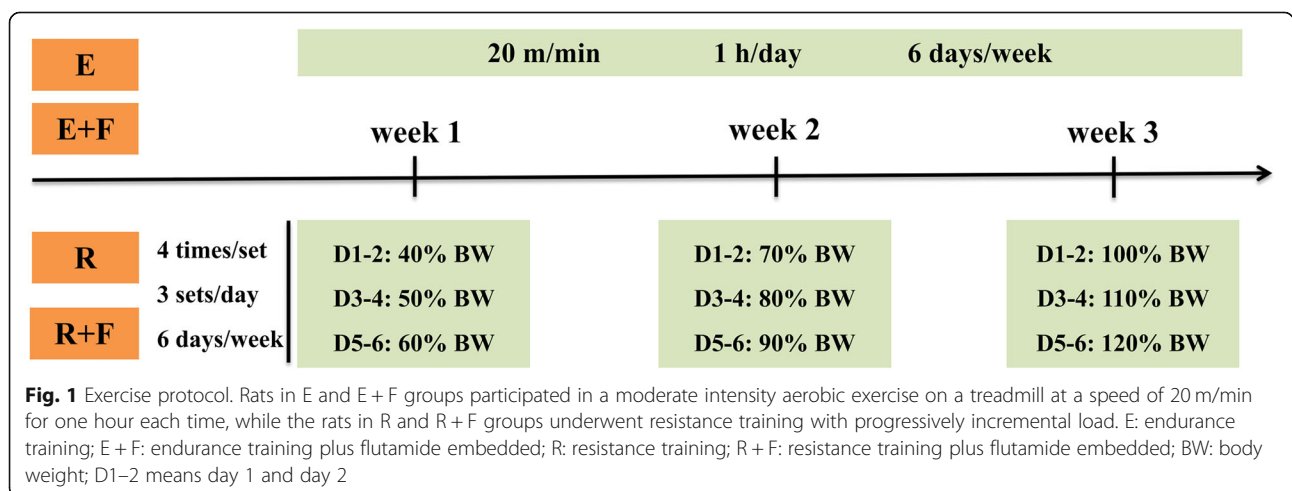 E
20 m/min 1 h/day 6 days/week
E+F
week 1 week 2 week 3
R
R+F
4 times/set
3 sets/day
6 days/week
D1-2: 40% BW
D3-4: 50% BW
D5-6: 60% BW
D1-2: 70% BW
D3-4: 80% BW
D5-6: 90% BW
D1-2: 100% BW
D3-4: 110% BW
D5-6: 120% BW
Fig. 1 Exercise protocol. Rats in E and E + F groups participated in a moderate intensity aerobic exercise on a treadmill at a speed of 20 m/min
for one hour each time, while the rats in R and R + F groups underwent resistance training with progressively incremental load. E: endurance
training; E + F: endurance training plus flutamide embedded; R: resistance training; R + F: resistance training plus flutamide embedded; BW: body
weight; D1–2 means day 1 and day 2